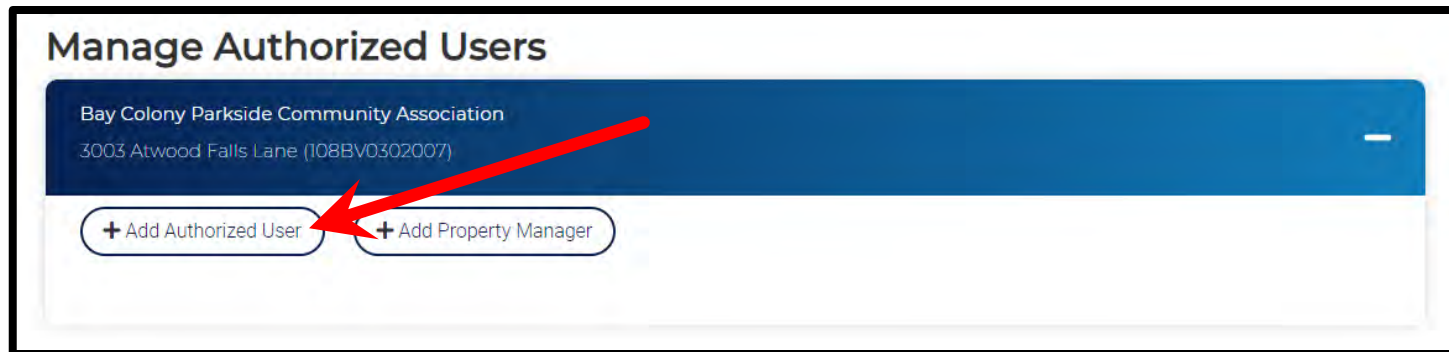 Manage Authorized Users
Bay Colony Parkside Community Association
3003 Atwood Falls Lane (108BV0302007)
+ Add Authorized User
+ Add Property Manager